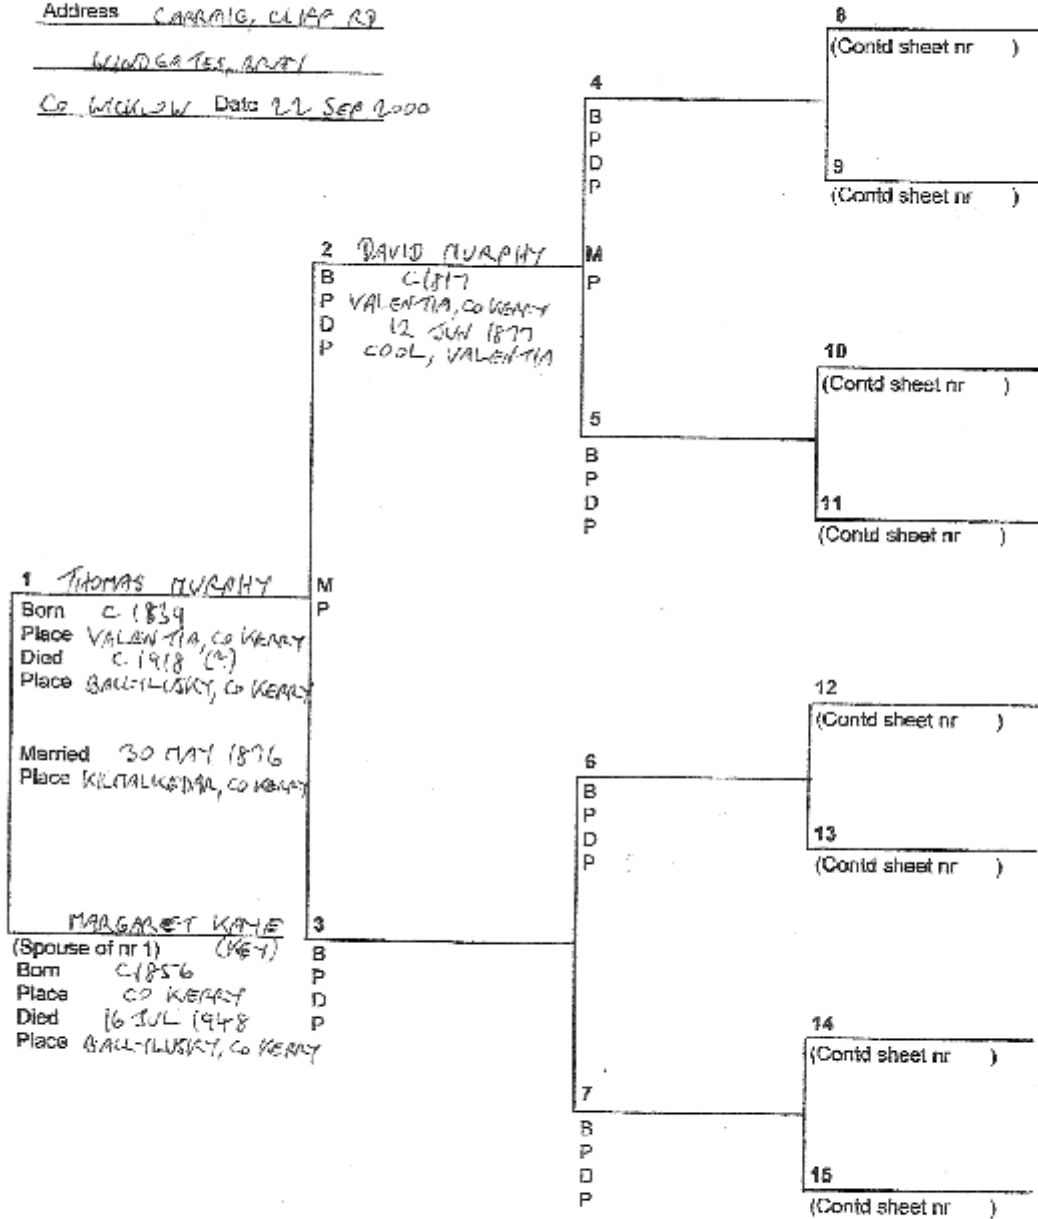 Address CARRAIG, CLIFF RD
WINDGATES, BRAY
Co WICKLOW Date 22 SEP 2000
1 THOMAS MURPHY
Born C. 1839
Place VALENTIA, CO KERRY
Died C. 1918 (?)
Place BALLYLUSKY, CO KERRY
Married 30 MAY 1876
Place KILMALKEDAR, CO KERRY
MARGARET KAYE
(Spouse of nr 1) (KEY)
Born C1856
Place CO KERRY
Died 16 JUL 1948
Place BALLYLUSKY, CO KERRY
2 DAVID MURPHY
B C1817
P VALENTIA, CO KERRY
D 12 JUN 1877
P COOL, VALENTIA
M
P
3
B
P
D
P
4
B
P
D
P
M
P
5
B
P
D
P
6
B
P
D
P
7
B
P
D
P
8
(Contd sheet nr )
9
(Contd sheet nr )
10
(Contd sheet nr )
11
(Contd sheet nr )
12
(Contd sheet nr )
13
(Contd sheet nr )
14
(Contd sheet nr )
15
(Contd sheet nr )